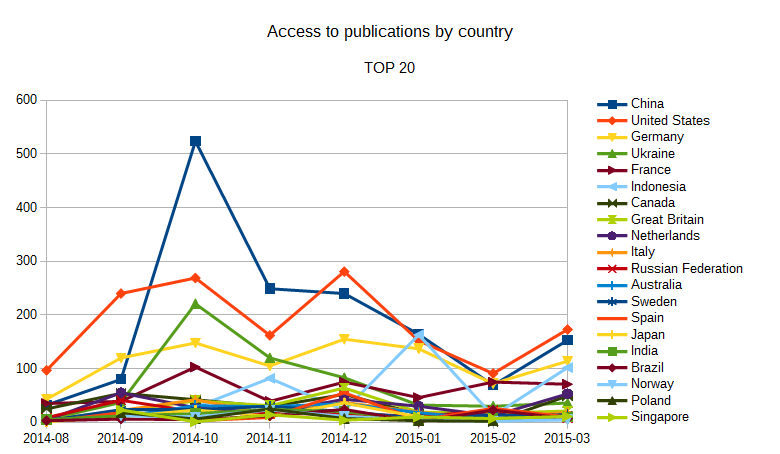 Access to publications by country
TOP 20
600
500
400
300
200
100
0
2014-08 2014-09 2014-10 2014-11 2014-12 2015-01 2015-02 2015-03
China
United States
Germany
Ukraine
France
Indonesia
Canada
Great Britain
Netherlands
Italy
Russian Federation
Australia
Sweden
Spain
Japan
India
Brazil
Norway
Poland
Singapore